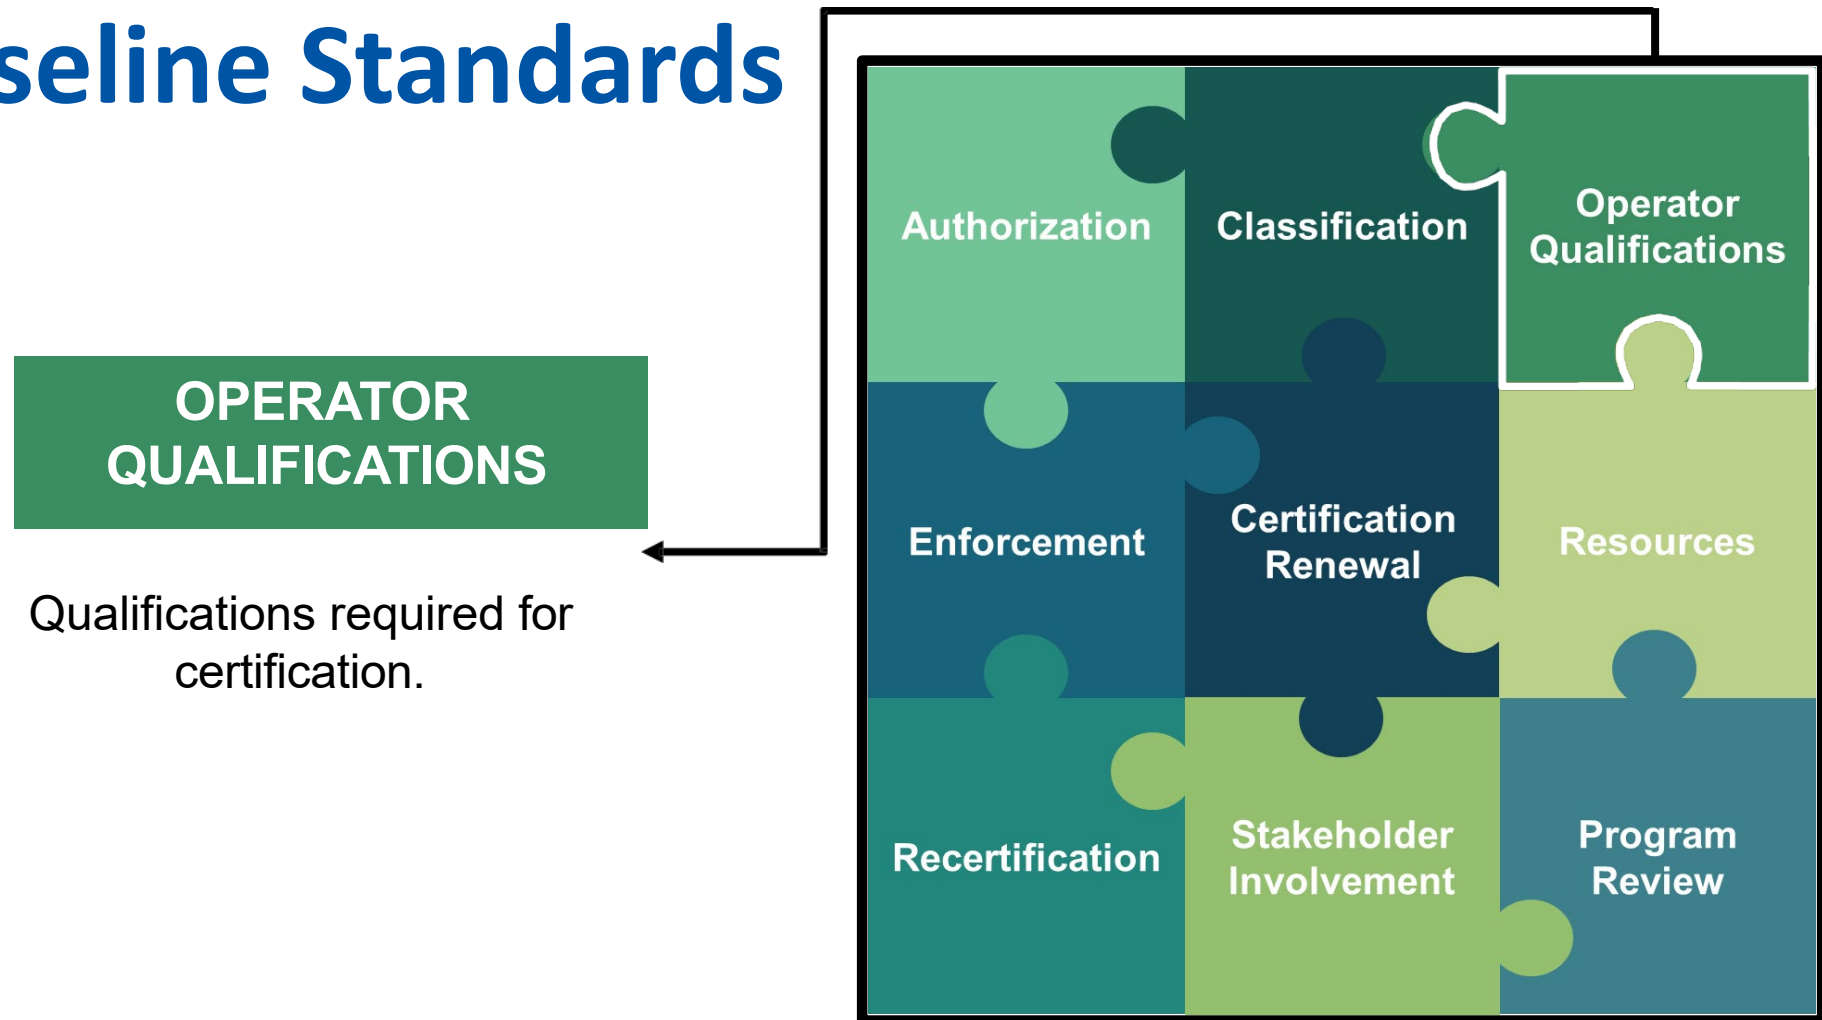 seline Standards
OPERATOR
QUALIFICATIONS
Qualifications required for
certification.
Authorization
Classification
Operator
Qualifications
Enforcement
Certification
Renewal
Resources
Recertification
Stakeholder
Involvement
Program
Review